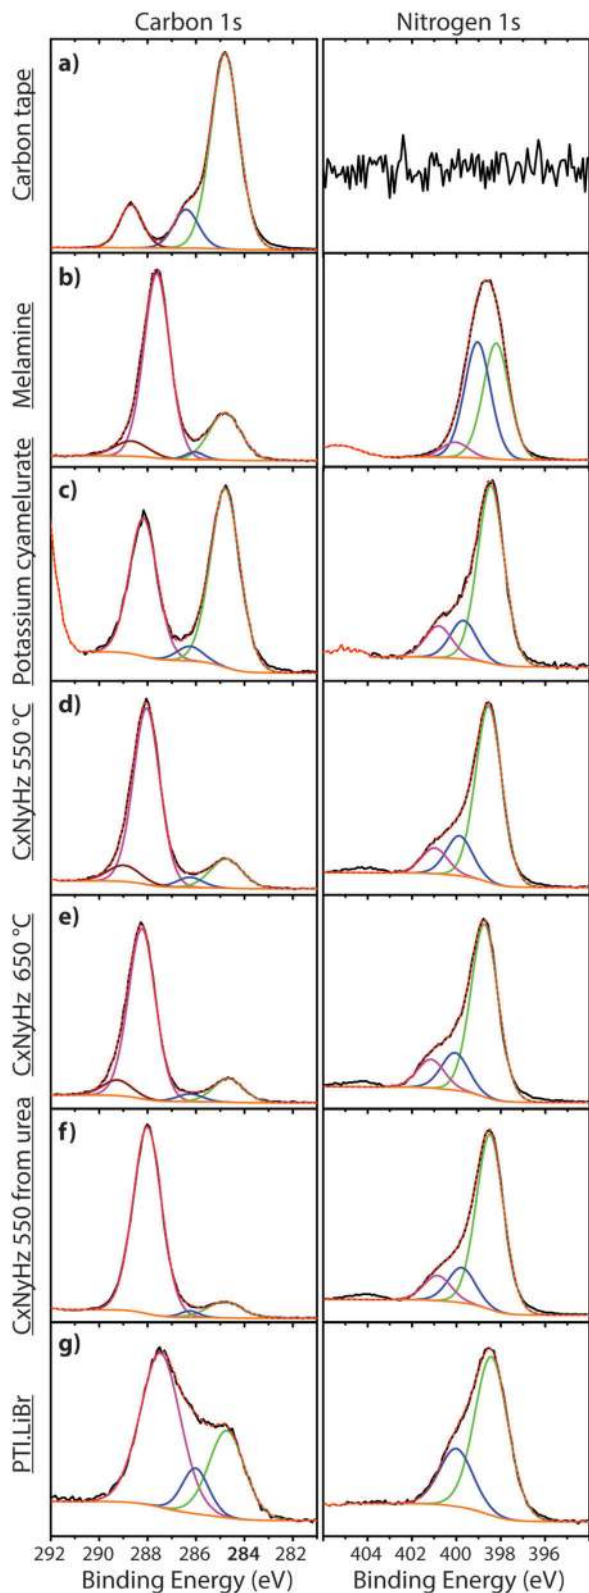 Carbon 1s Nitrogen 1s
Carbon tape
a)
Melamine
b)
Potassium cyamelurate
c)
CxNyHz 550 °C
d)
CxNyHz 650 °C
e)
CxNyHz 550 from urea
f)
PTI.LiBr
g)
292 290 288 286 284 282 404 402 400 398 396
Binding Energy (eV) Binding Energy (eV)